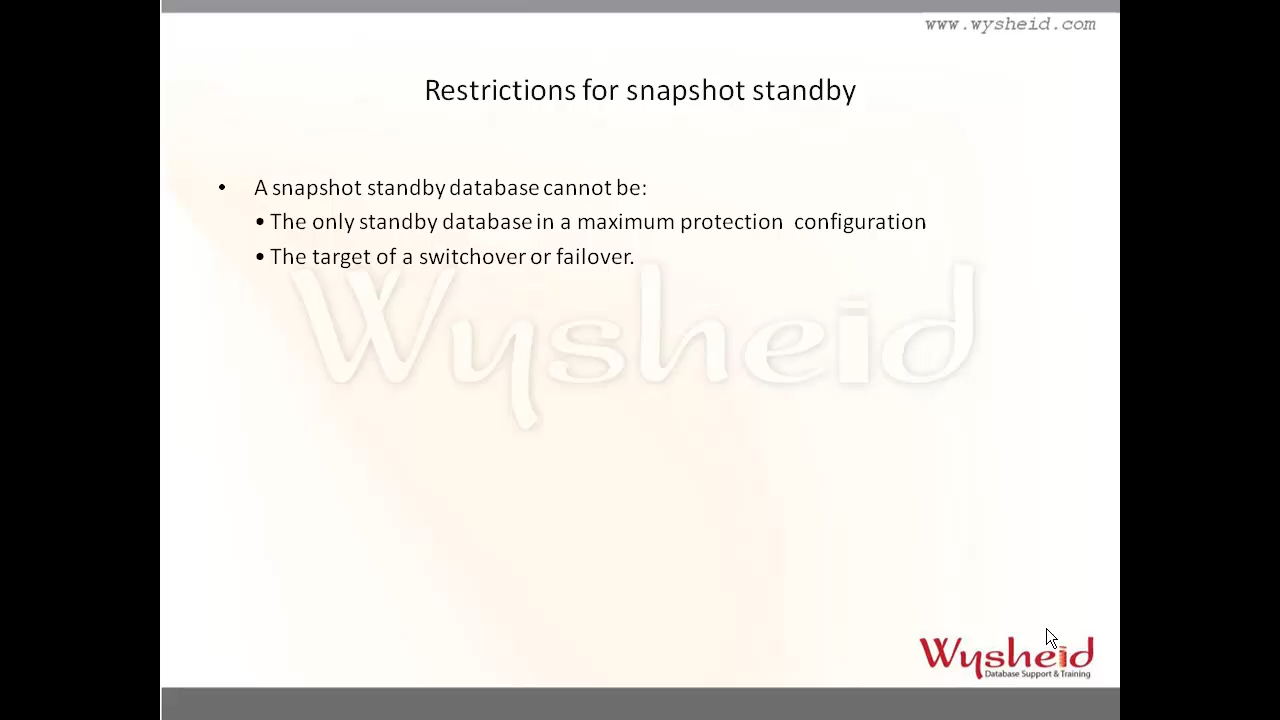 www.wysheid.com
Restrictions for snapshot standby
• A snapshot standby database cannot be:
• The only standby database in a maximum protection configuration
• The target of a switchover or failover.
Wysheid
Wysheid
Database Support & Training